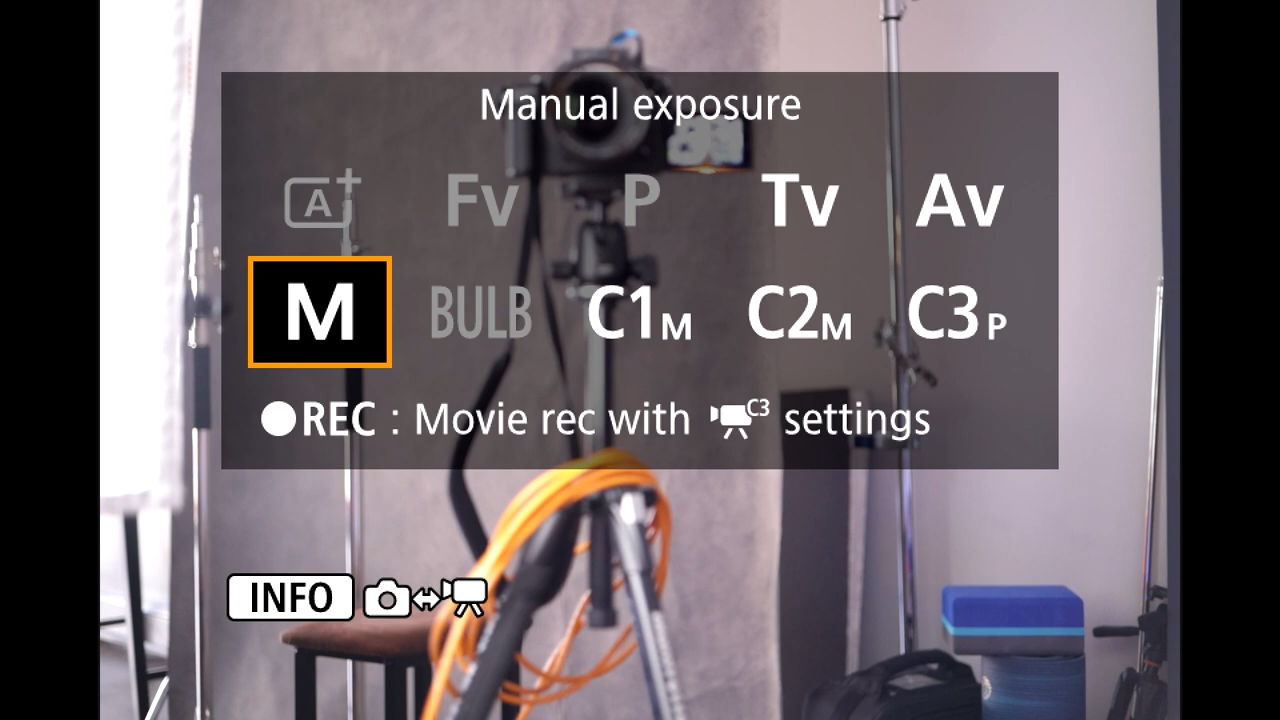 Manual exposure
A+ Fv P Tv Av
M BULB C1M C2M C3P
REC : Movie rec with C3 settings
INFO